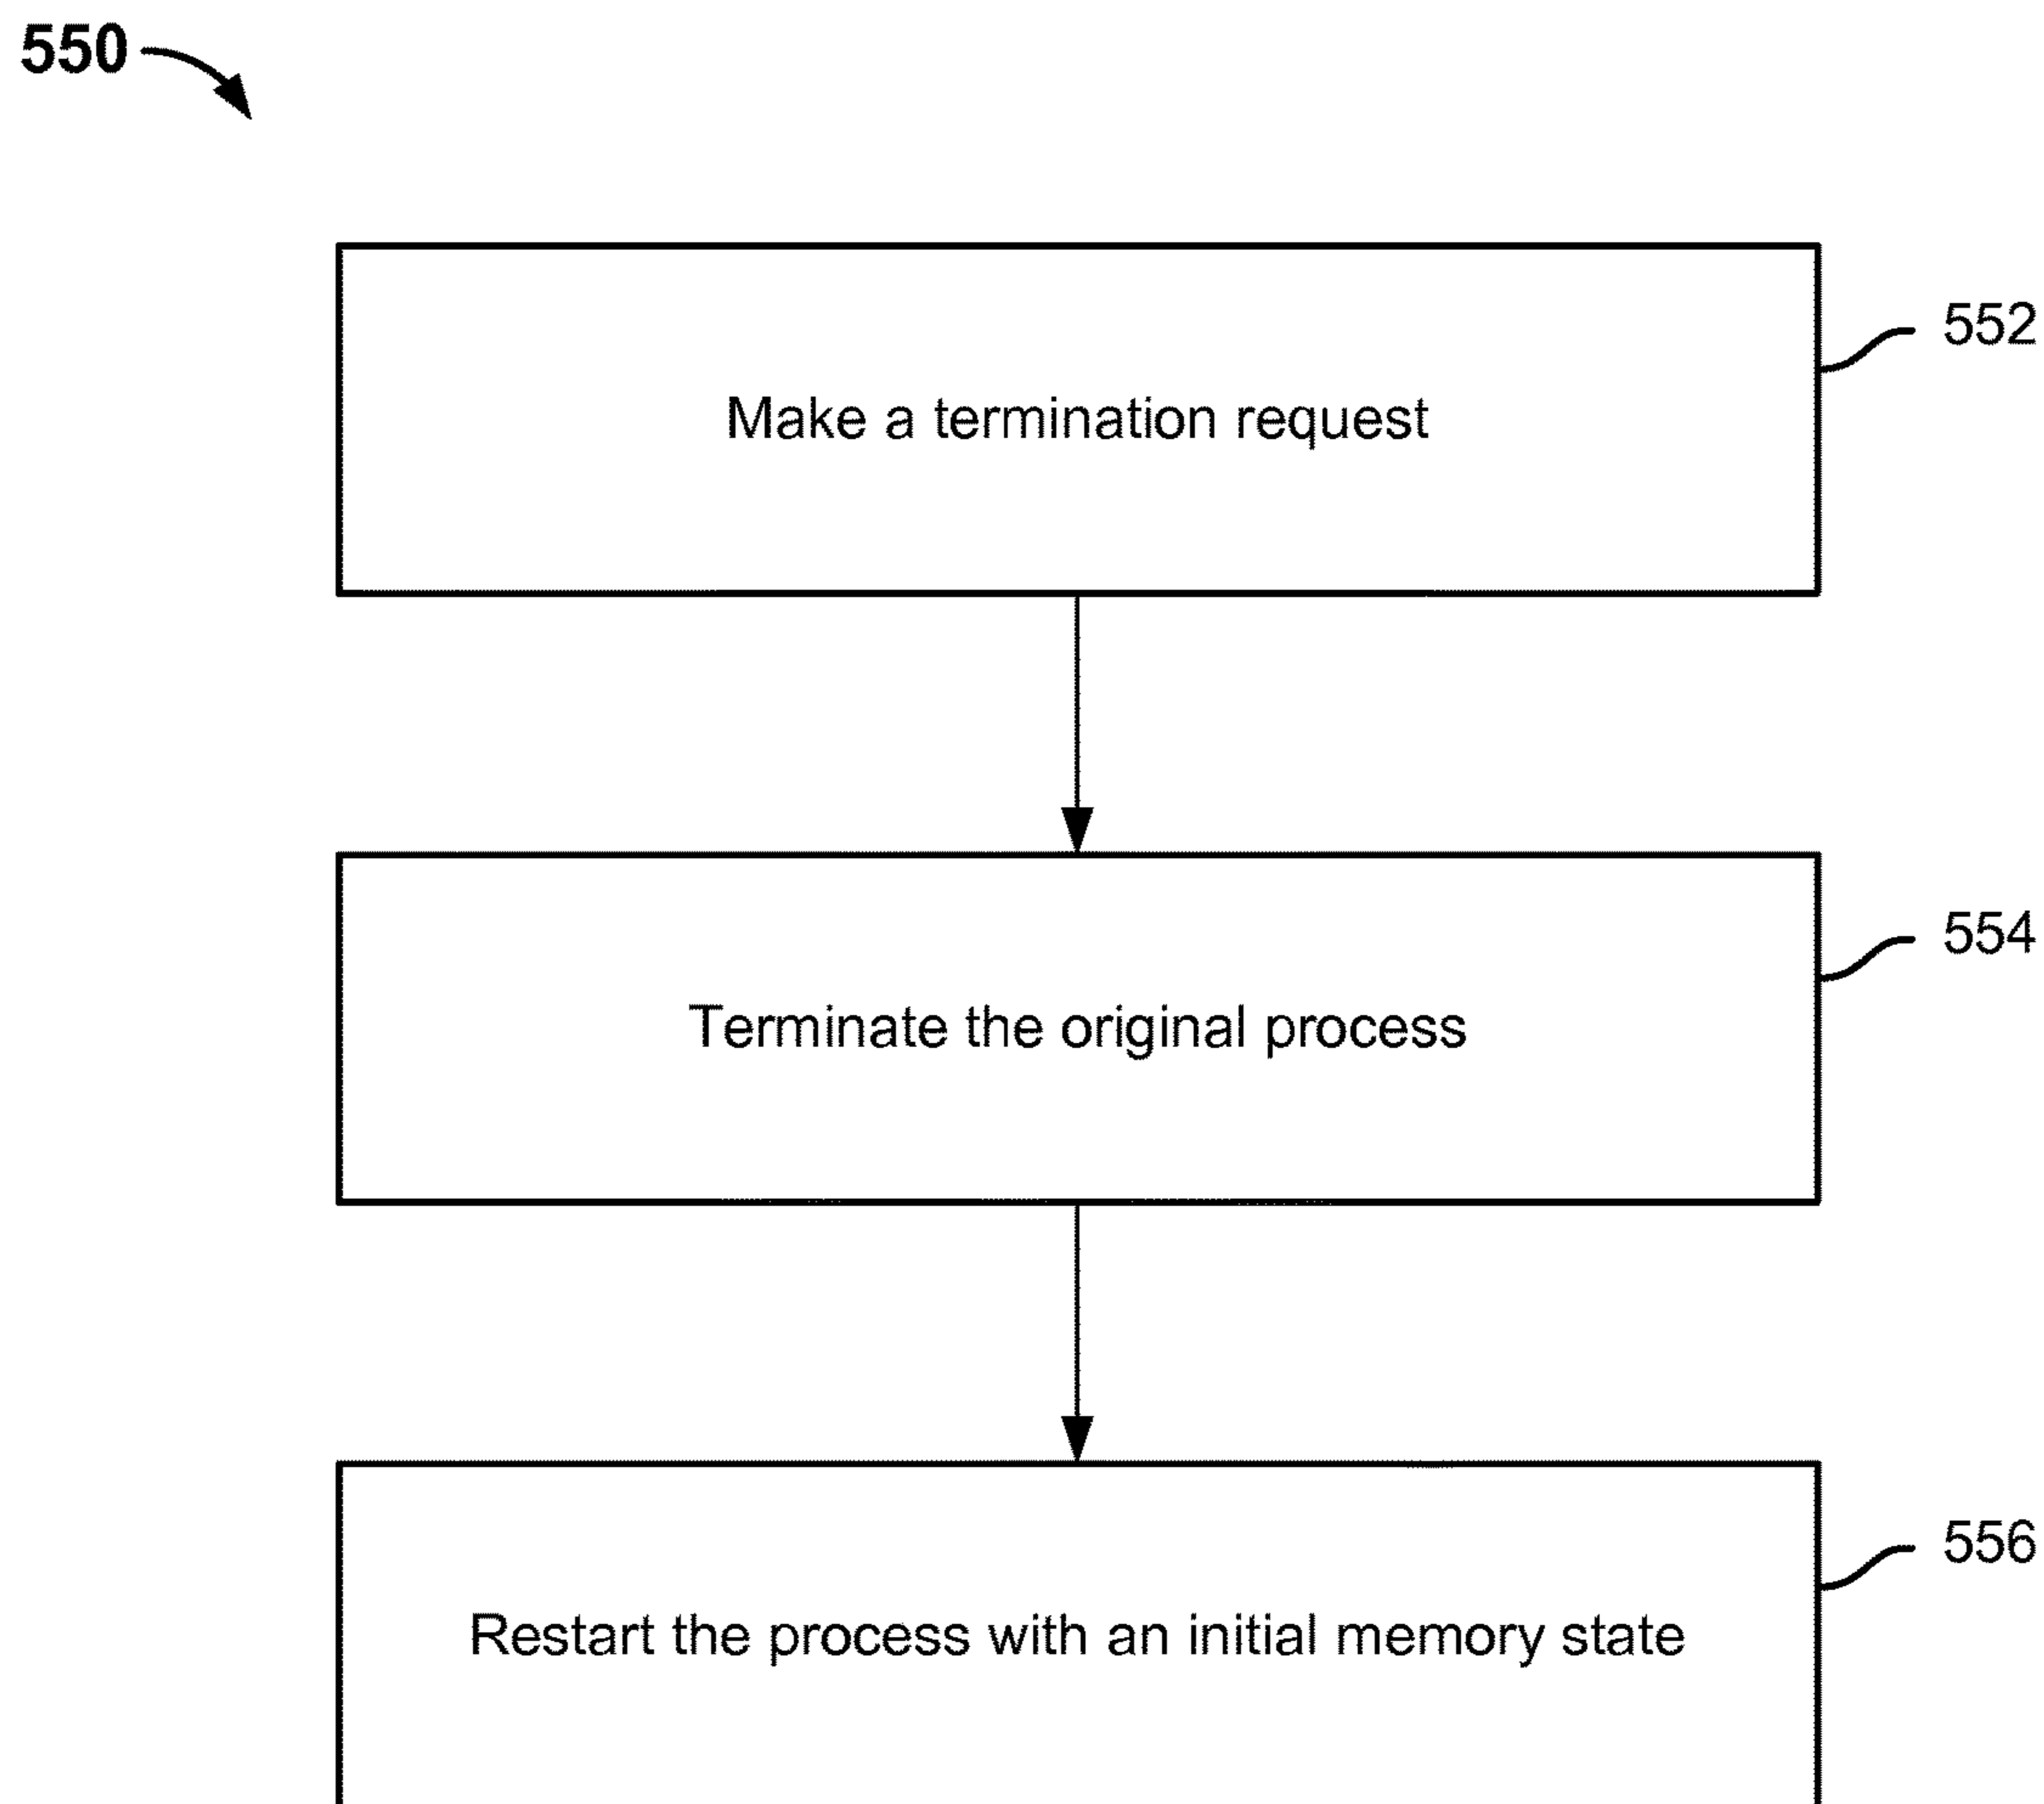 550
552
Make a termination request
554
Terminate the original process
556
Restart the process with an initial memory state